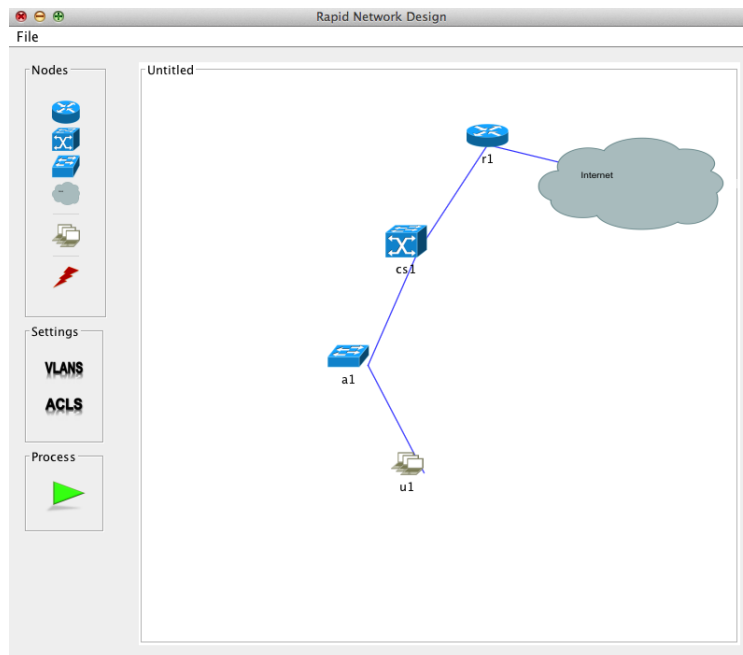 Rapid Network Design
File
Nodes
Untitled
r1
Internet
cs1
Settings
VLANS
a1
ACLS
Process
u1